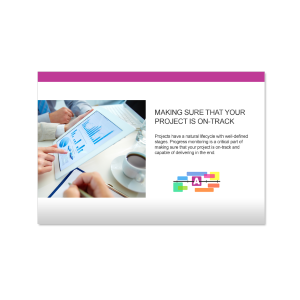 MAKING SURE THAT YOUR
PROJECT IS ON-TRACK
Projects have a natural lifecycle with well-defined
stages. Progress monitoring is a critical part of
making sure that your project is on-track and
capable of delivering in the end.
A